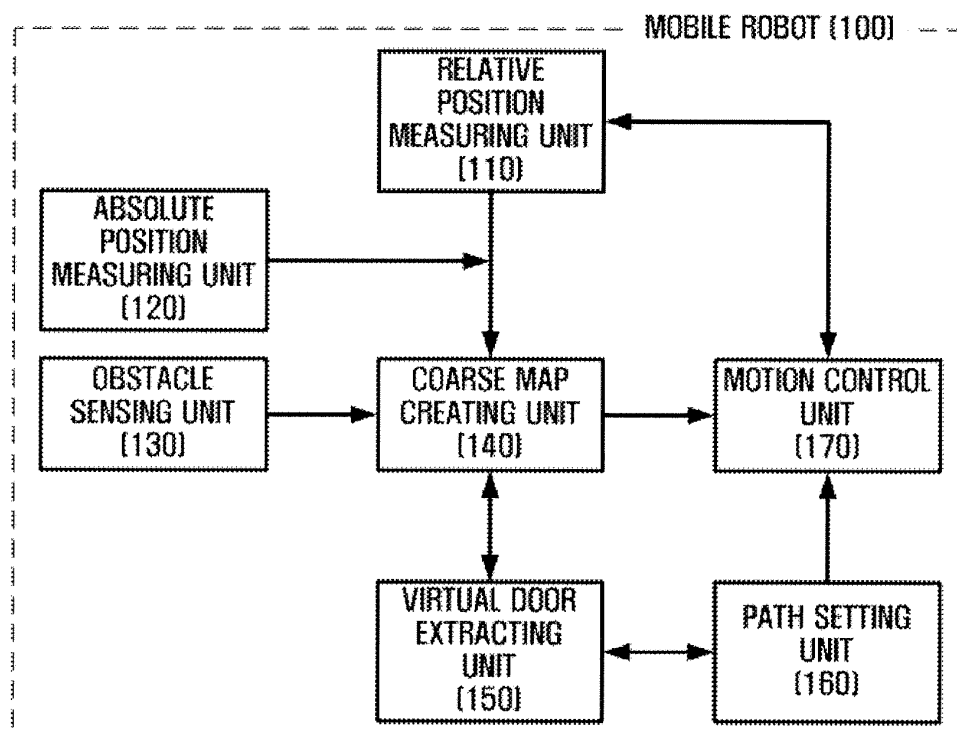 MOBILE ROBOT (100)
RELATIVE
POSITION
MEASURING UNIT
(110)
ABSOLUTE
POSITION
MEASURING UNIT
(120)
OBSTACLE
SENSING UNIT
(130)
COARSE MAP
CREATING UNIT
(140)
MOTION CONTROL
UNIT
(170)
VIRTUAL DOOR
EXTRACTING
UNIT
(150)
PATH SETTING
UNIT
(160)